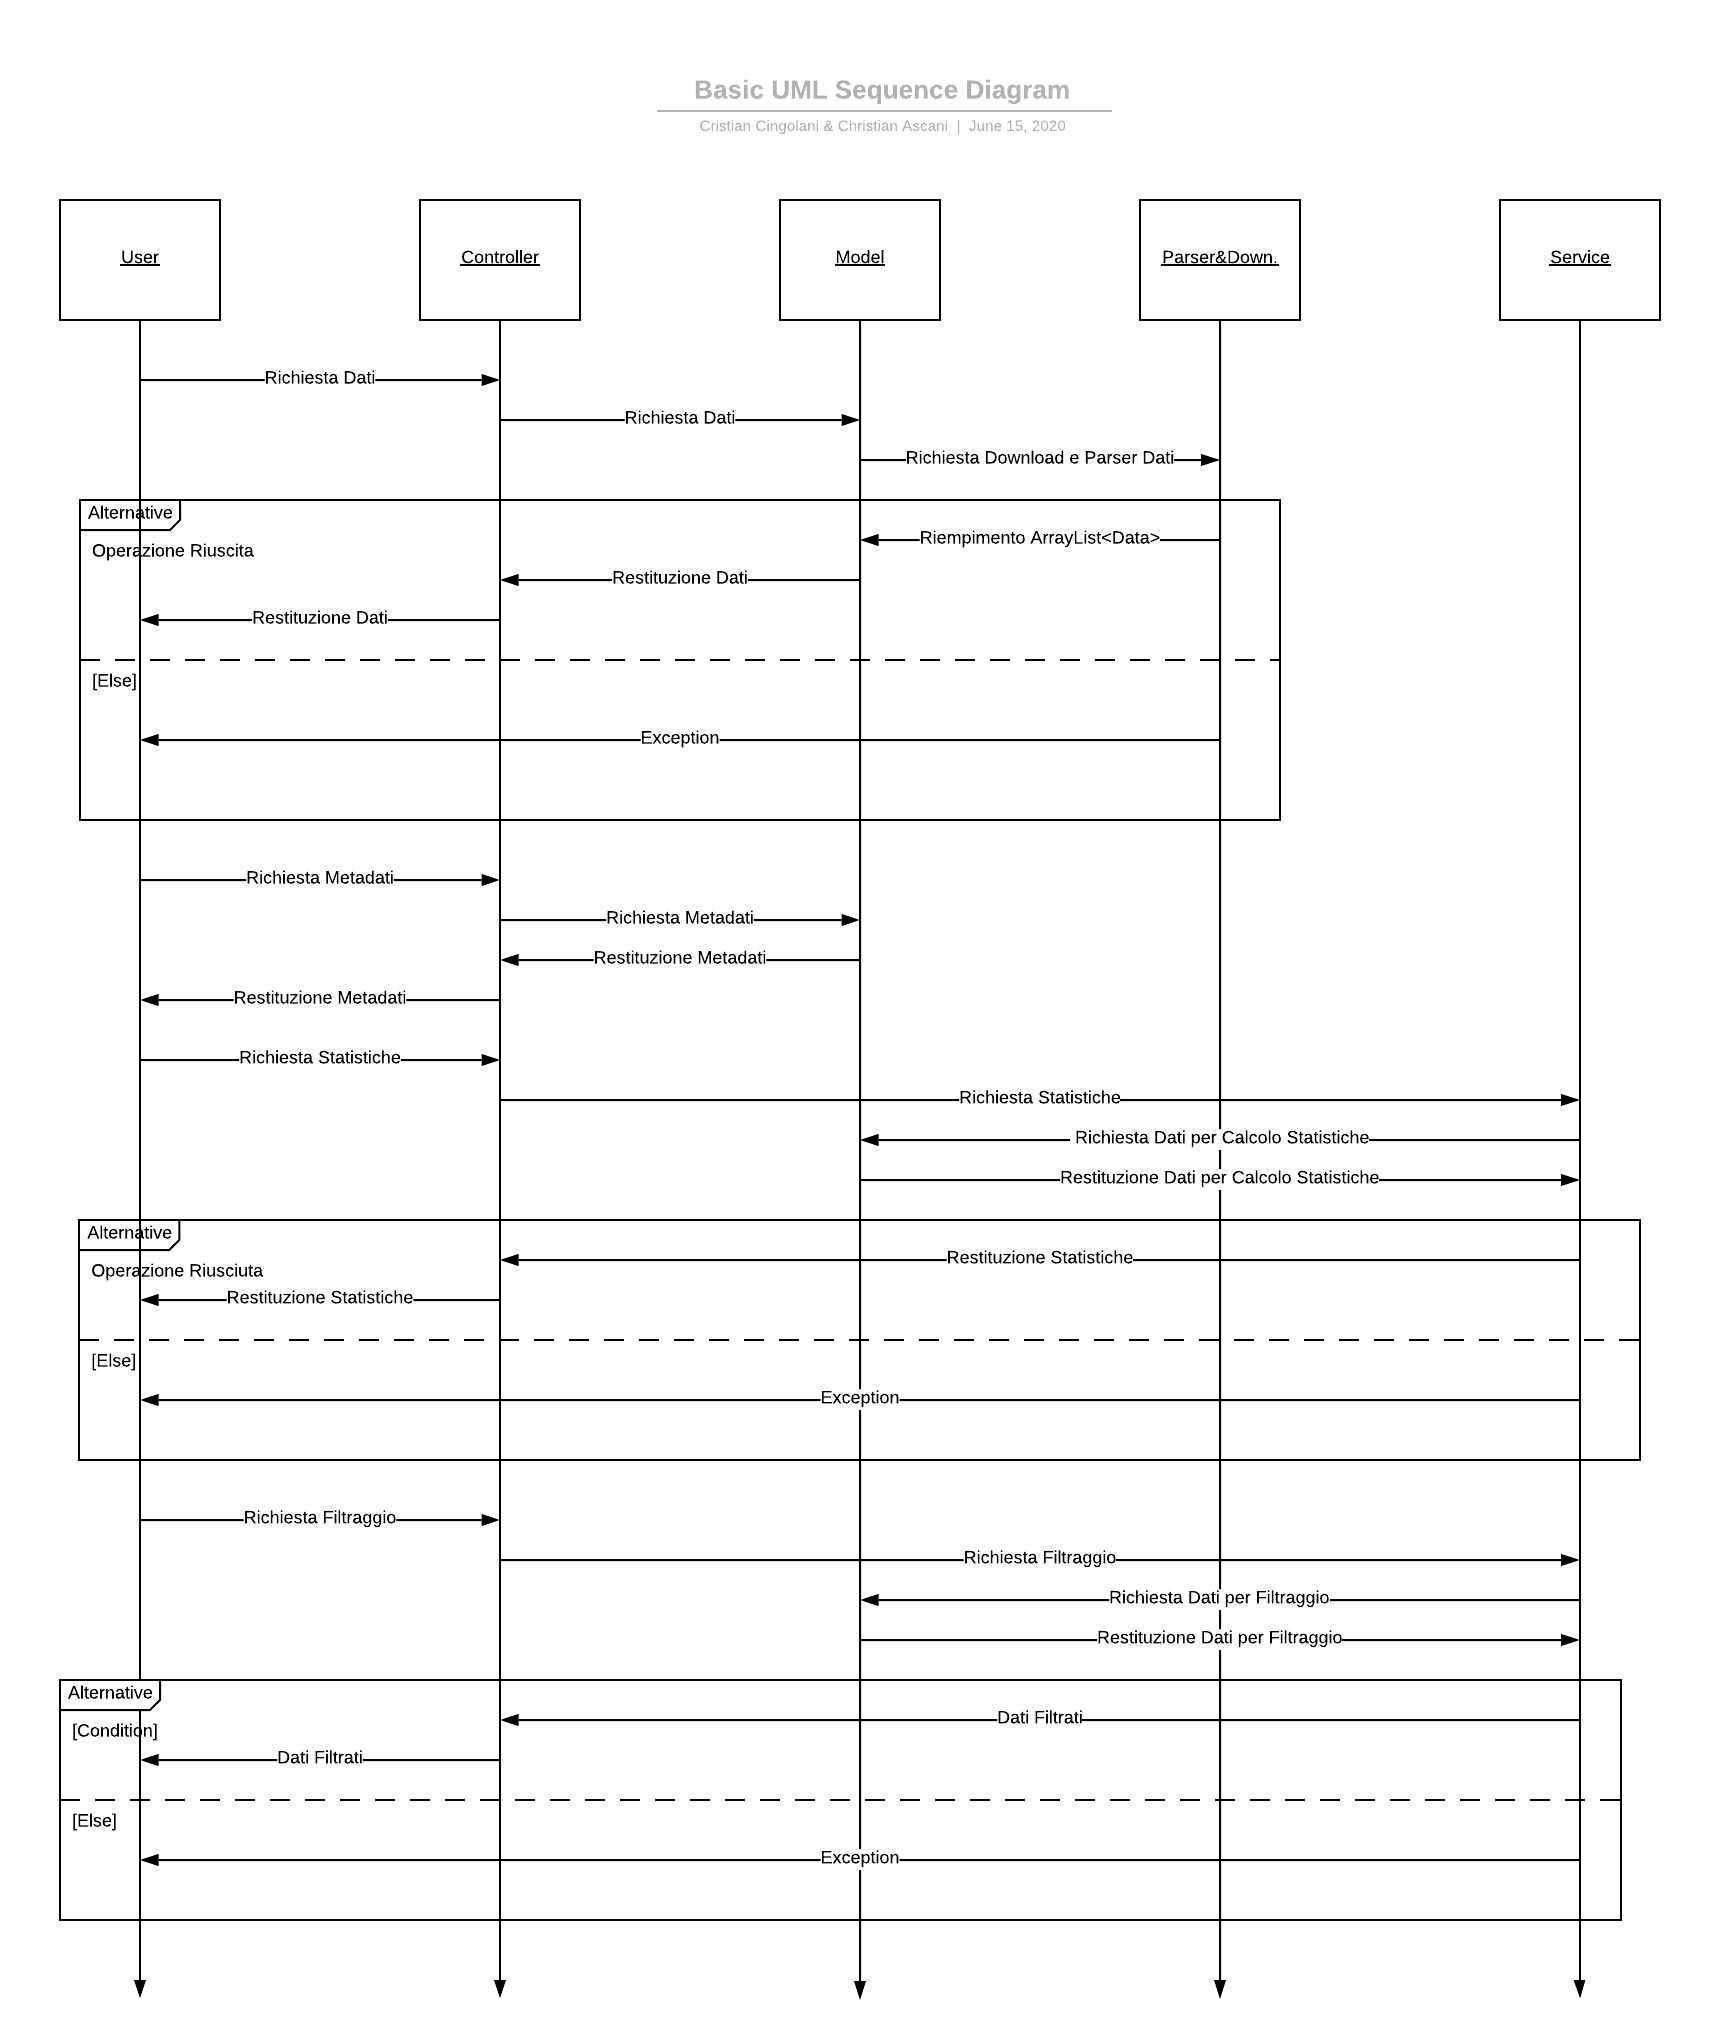 Basic UML Sequence Diagram
Cristian Cingolani & Christian Ascani | June 15, 2020
User
Controller
Model
Parser&Down.
Service
Richiesta Dati
Richiesta Dati
Richiesta Download e Parser Dati
Alternative
Riempimento ArrayList<Data>
Operazione Riuscita
Restituzione Dati
Restituzione Dati
[Else]
Exception
Richiesta Metadati
Richiesta Metadati
Restituzione Metadati
Restituzione Metadati
Richiesta Statistiche
Richiesta Statistiche
Richiesta Dati per Calcolo Statistiche
Restituzione Dati per Calcolo Statistiche
Alternative
Restituzione Statistiche
Operazione Riusciuta
Restituzione Statistiche
[Else]
Exception
Richiesta Filtraggio
Richiesta Filtraggio
Richiesta Dati per Filtraggio
Restituzione Dati per Filtraggio
Alternative
Dati Filtrati
[Condition]
Dati Filtrati
[Else]
Exception